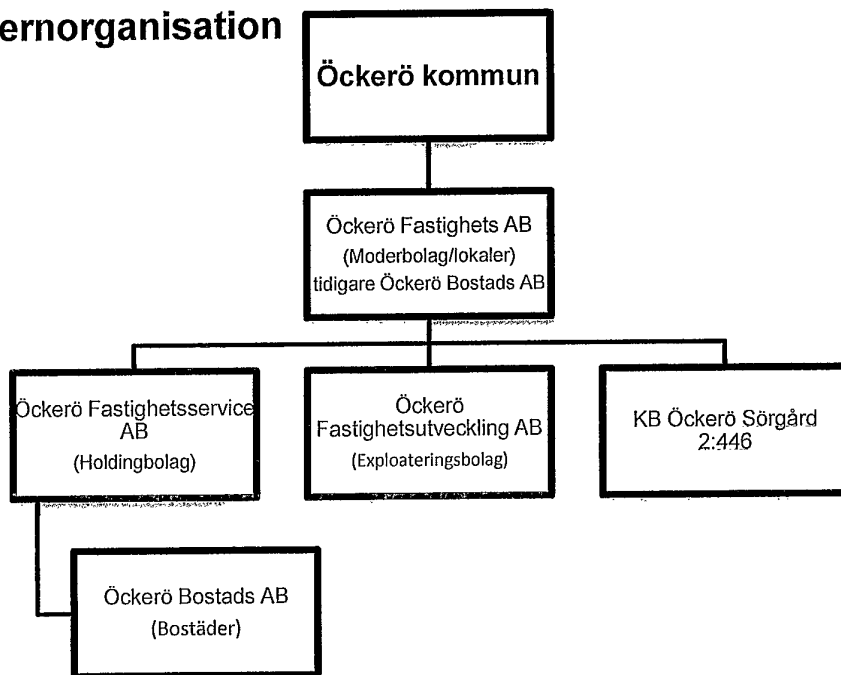 ernorganisation
Öckerö kommun
Öckerö Fastighets AB
(Moderbolag/lokaler)
tidigare Öckerö Bostads AB
Öckerö Fastighetsservice
AB
(Holdingbolag)
Öckerö
Fastighetsutveckling AB
(Exploateringsbolag)
KB Öckerö Sörgård
2:446
Öckerö Bostads AB
(Bostäder)